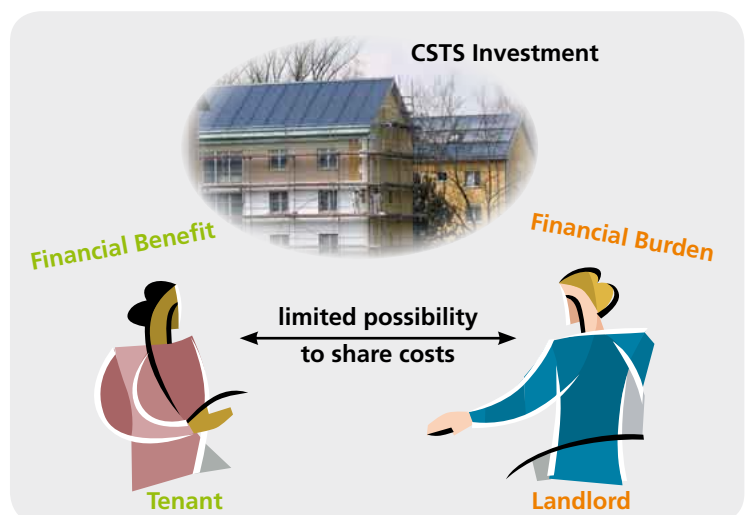 CSTS Investment
Financial Benefit
Financial Burden
limited possibility
to share costs
Tenant
Landlord